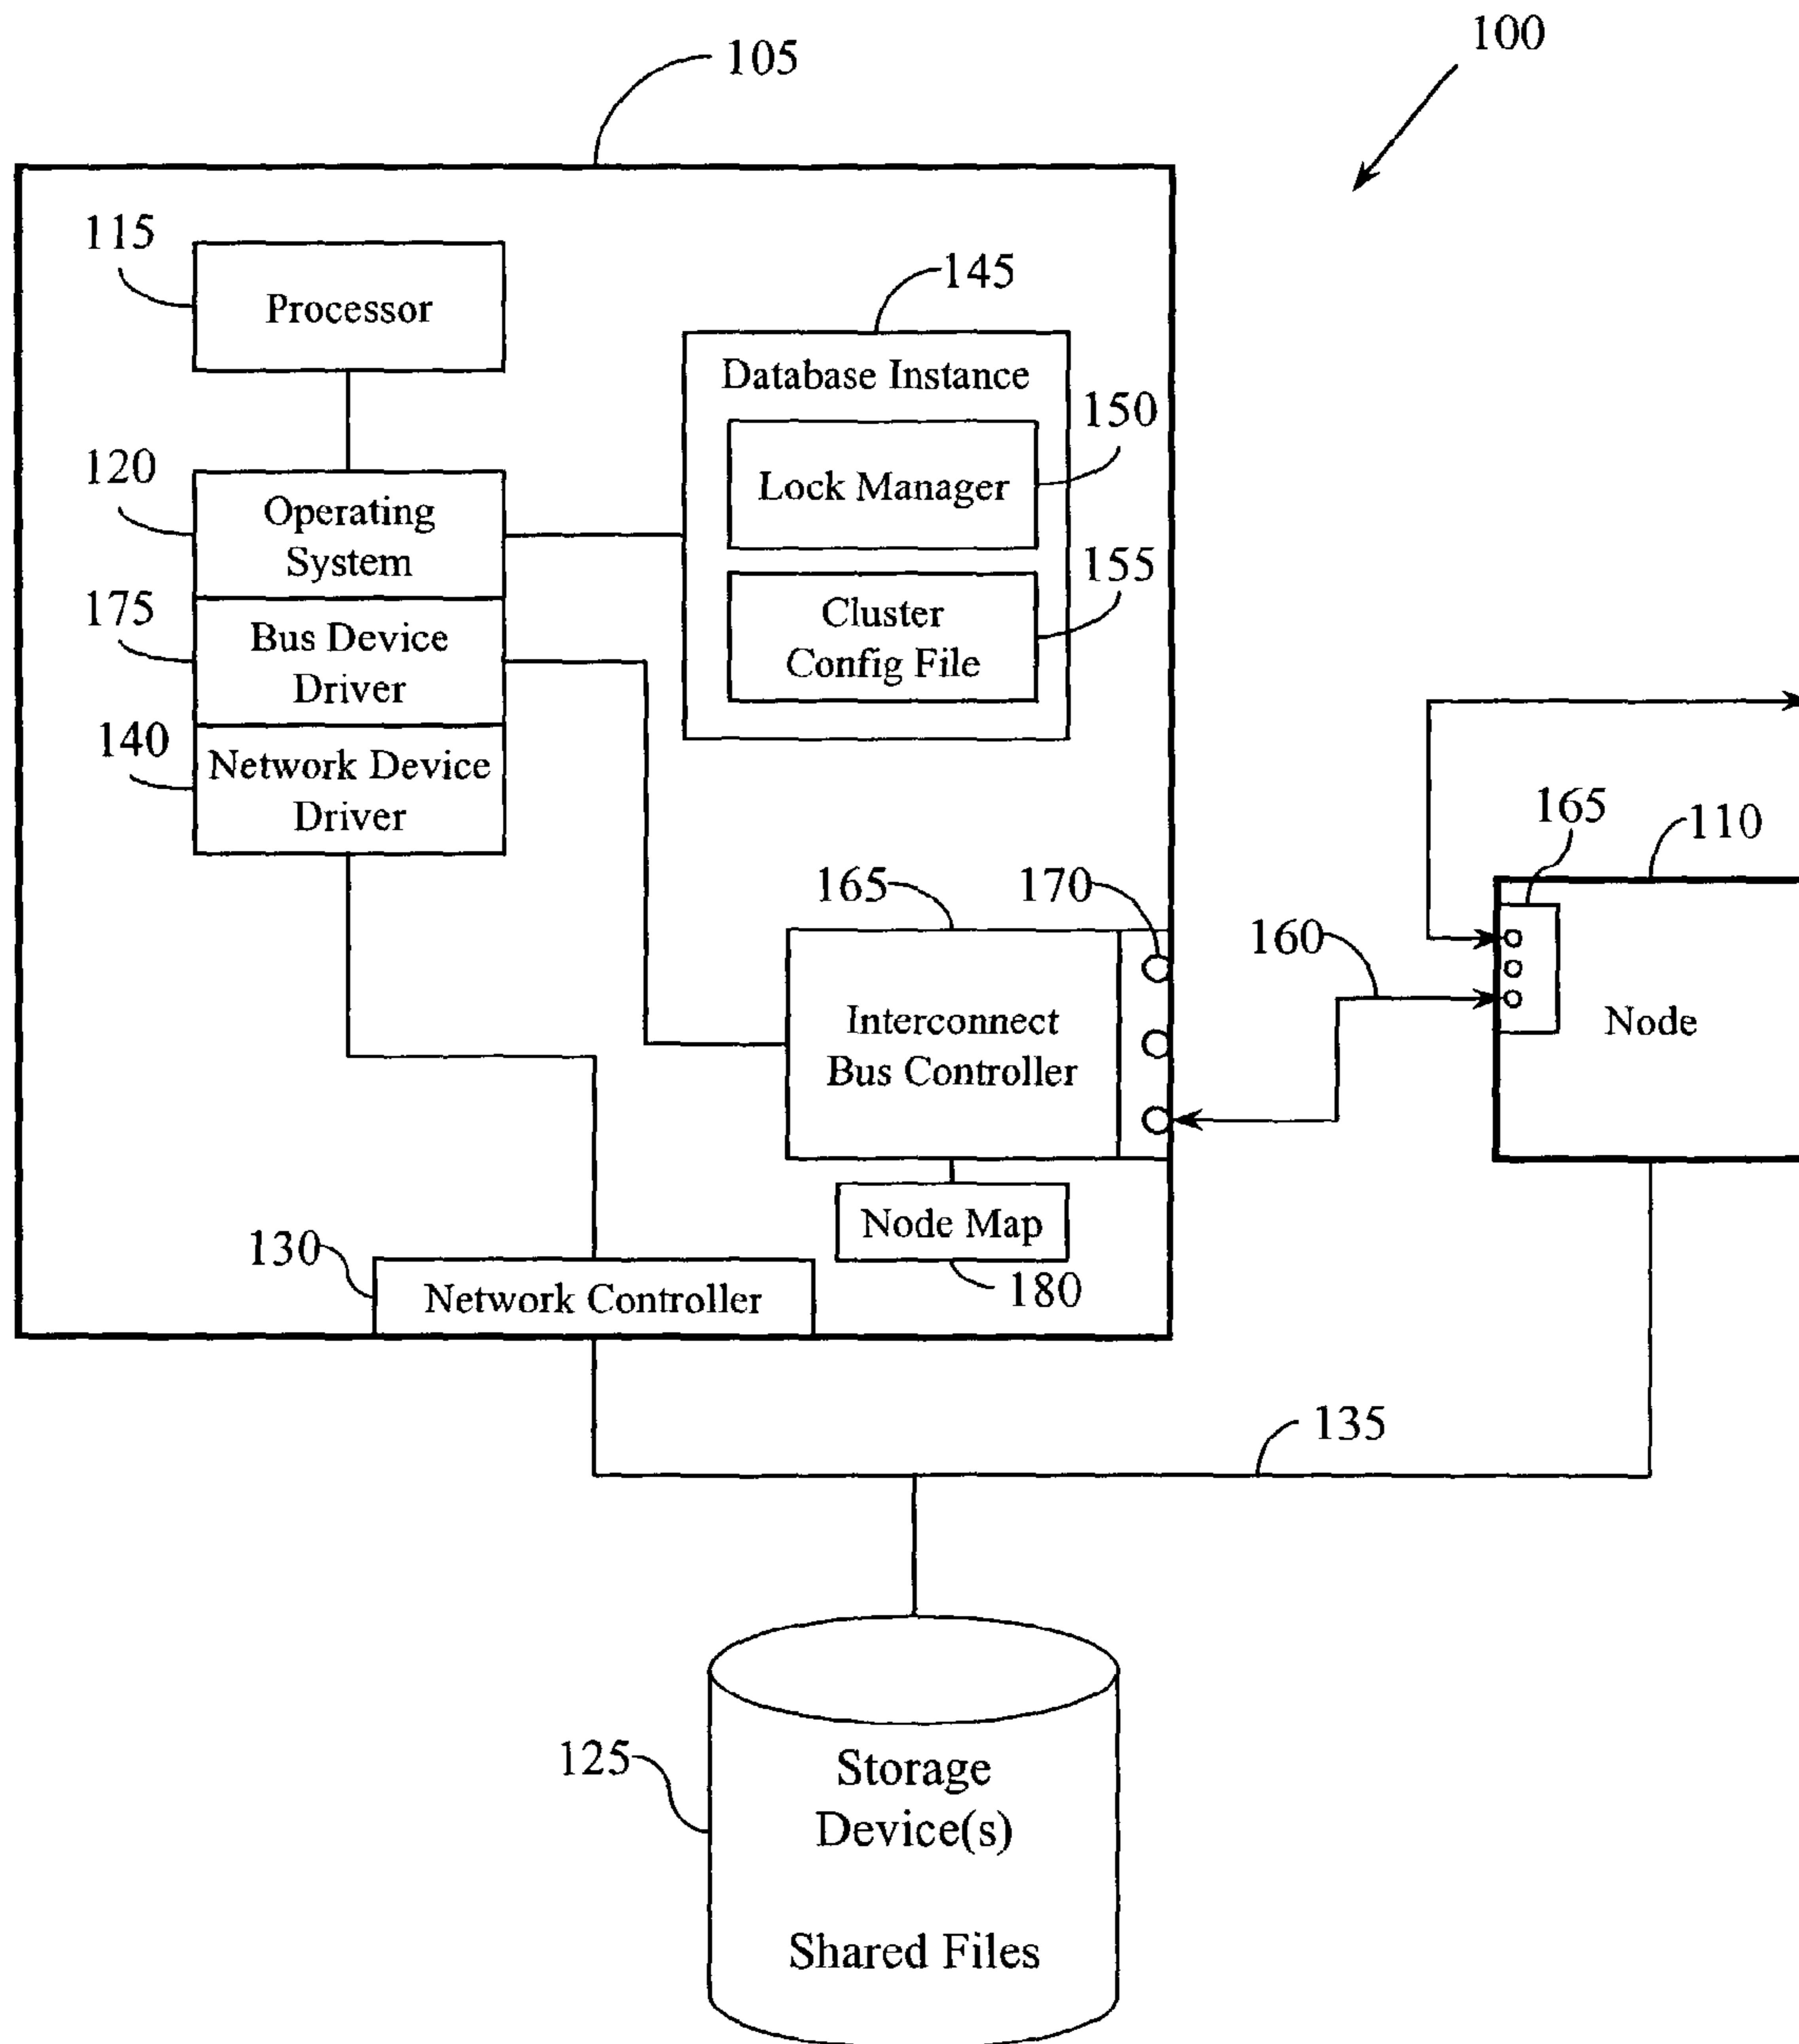 100
105
115
Processor
145
Database Instance
150
Lock Manager
120
Operating
System
155
Cluster
Config File
175
Bus Device
Driver
140
Network Device
Driver
165
110
165
170
160
Interconnect
Bus Controller
Node
Node Map
180
130
Network Controller
135
125
Storage
Device(s)
Shared Files